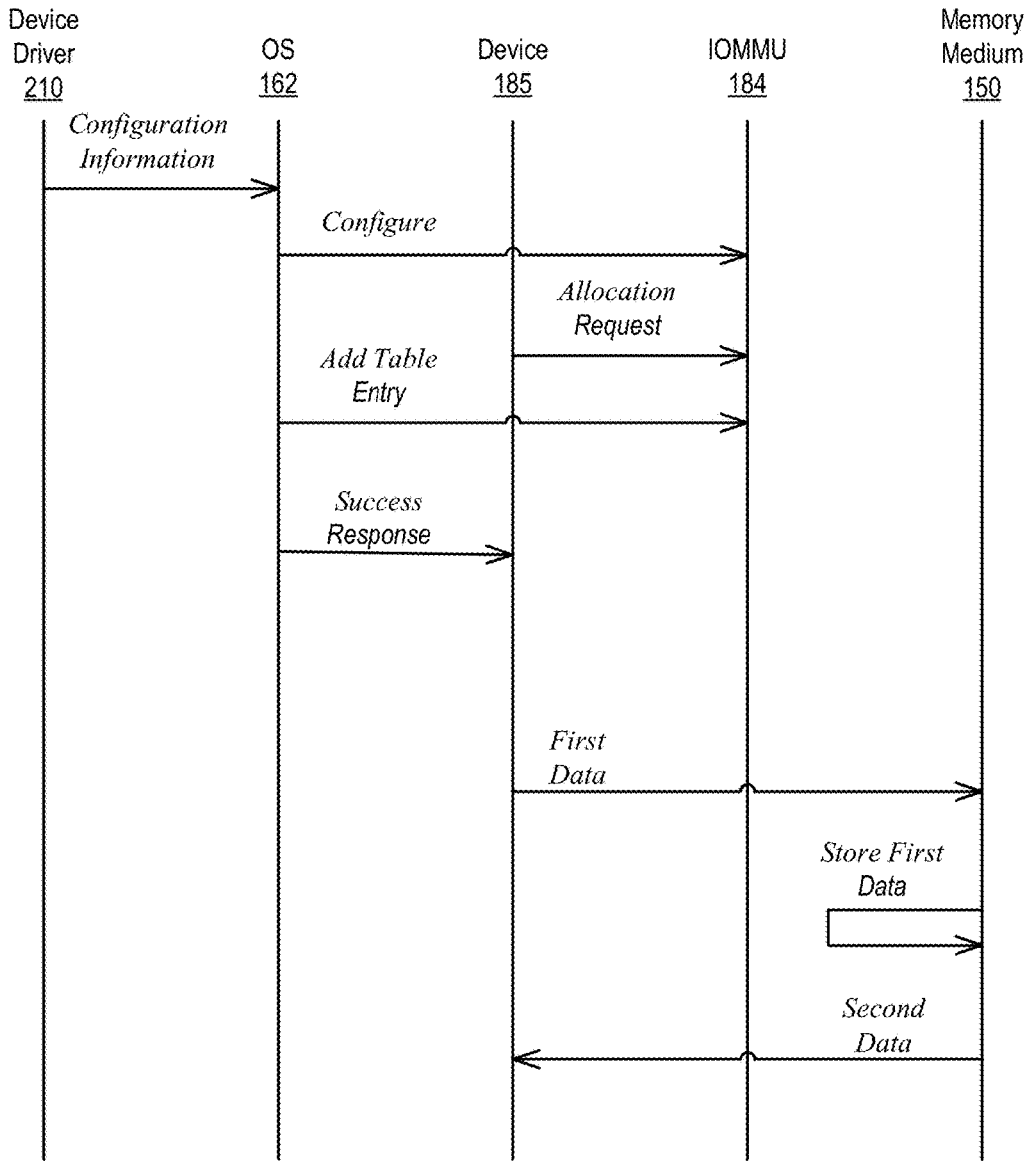 Device
Driver
210
OS
162
Device
185
IOMMU
184
Memory
Medium
150
Configuration
Information
Configure
Allocation
Request
Add Table
Entry
Success
Response
First
Data
Store First
Data
Second
Data